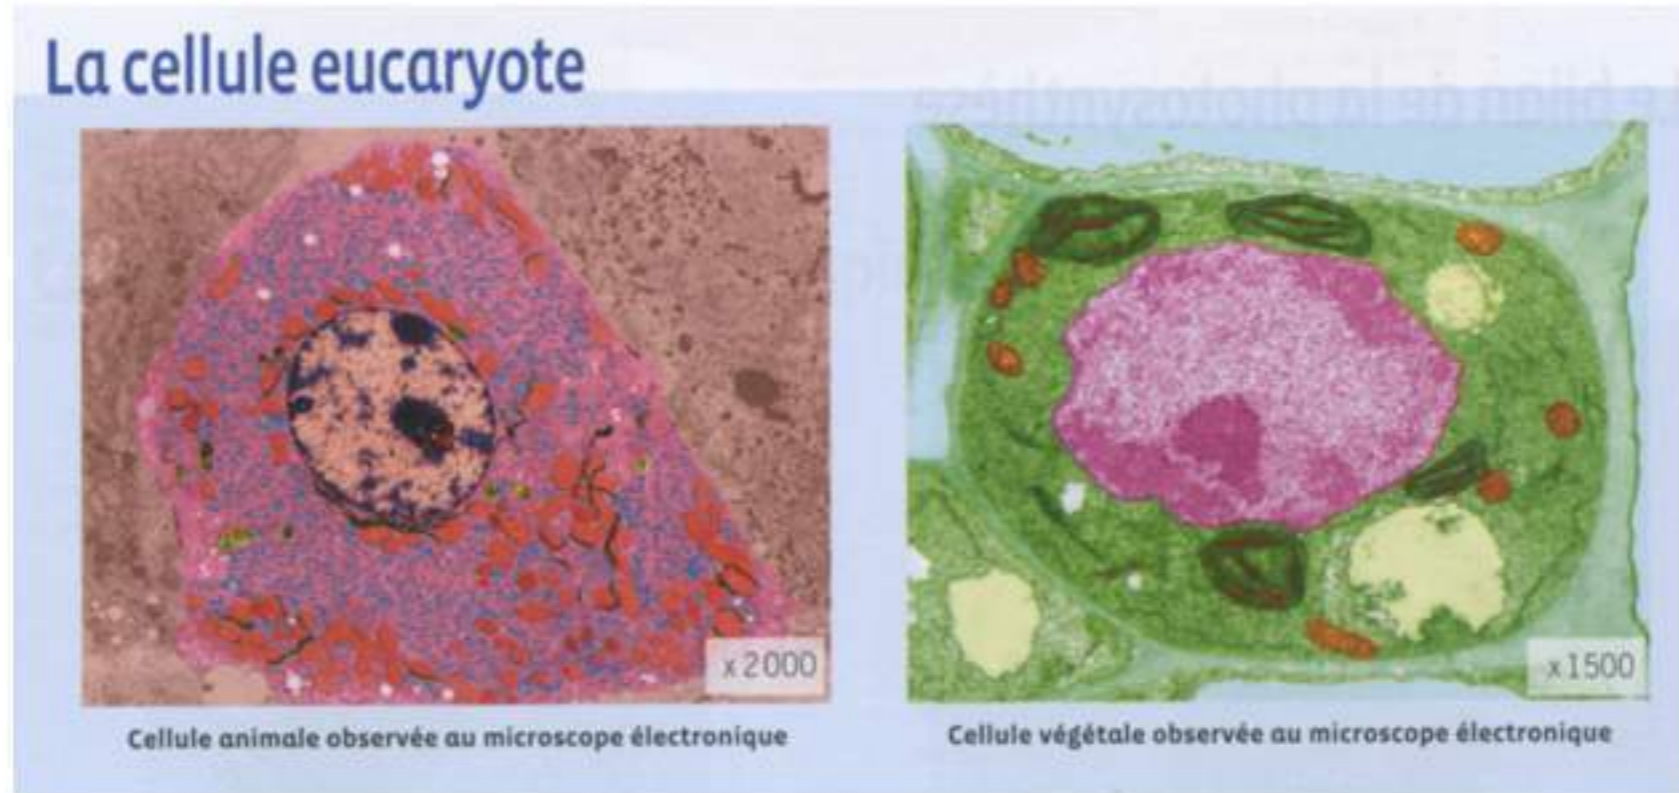 La cellule eucaryote
x 2000
x 1500
Cellule animale observée au microscope électronique
Cellule végétale observée au microscope électronique